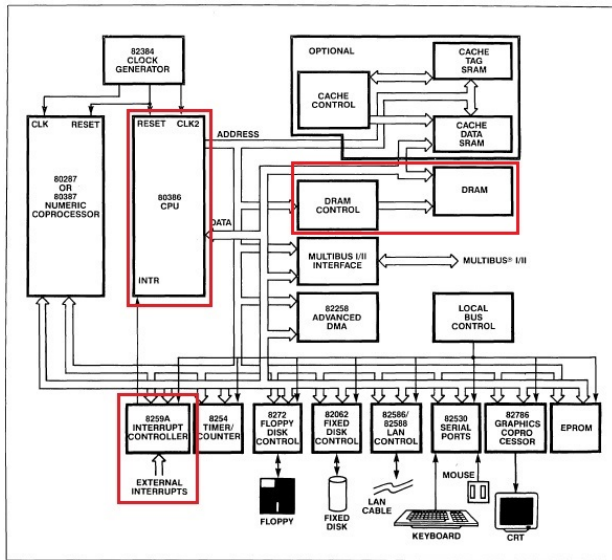 82384
CLOCK
GENERATOR
OPTIONAL
CACHE
TAG
SRAM
CACHE
CONTROL
CACHE
DATA
SRAM
CLK RESET
RESET CLK2
ADDRESS
80287
OR
80387
NUMERIC
COPROCESSOR
80386
CPU
INTR
DATA
DRAM
CONTROL
DRAM
MULTIBUS I/II
INTERFACE
MULTIBUS® I/II
82258
ADVANCED
DMA
LOCAL
BUS
CONTROL
8259A
INTERRUPT
CONTROLLER
8254
TIMER/
COUNTER
8272
FLOPPY
DISK
CONTROL
82062
FIXED
DISK
CONTROL
82586/
82588
LAN
CONTROL
82530
SERIAL
PORTS
82786
GRAPHICS
COPRO
CESSOR
EPROM
EXTERNAL
INTERRUPTS
FLOPPY
FIXED
DISK
LAN
CABLE
MOUSE
KEYBOARD
CRT